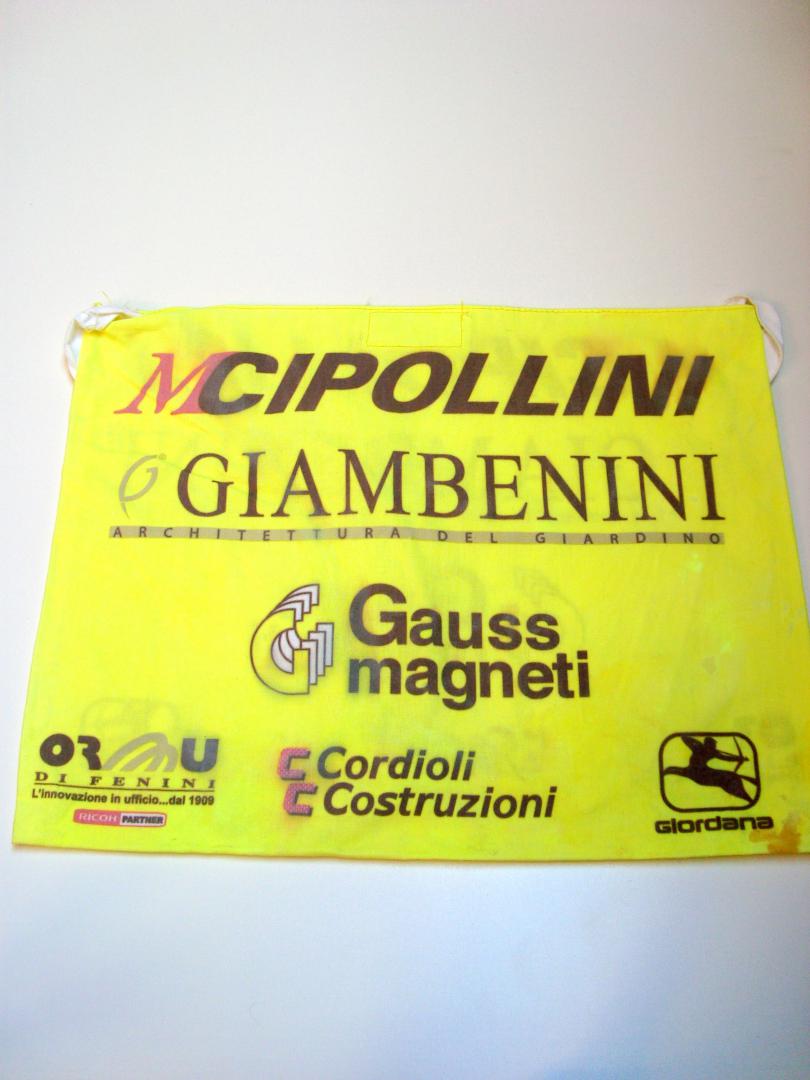 MCIPOLLINI
GIAMBENINI
ARCHITETTURA DEL GIARDINO
Gauss
magneti
DI FENINI
L'innovazione in ufficio...dal 1909
RICOH PARTNER
Cordioli
Costruzioni
GIORDANA